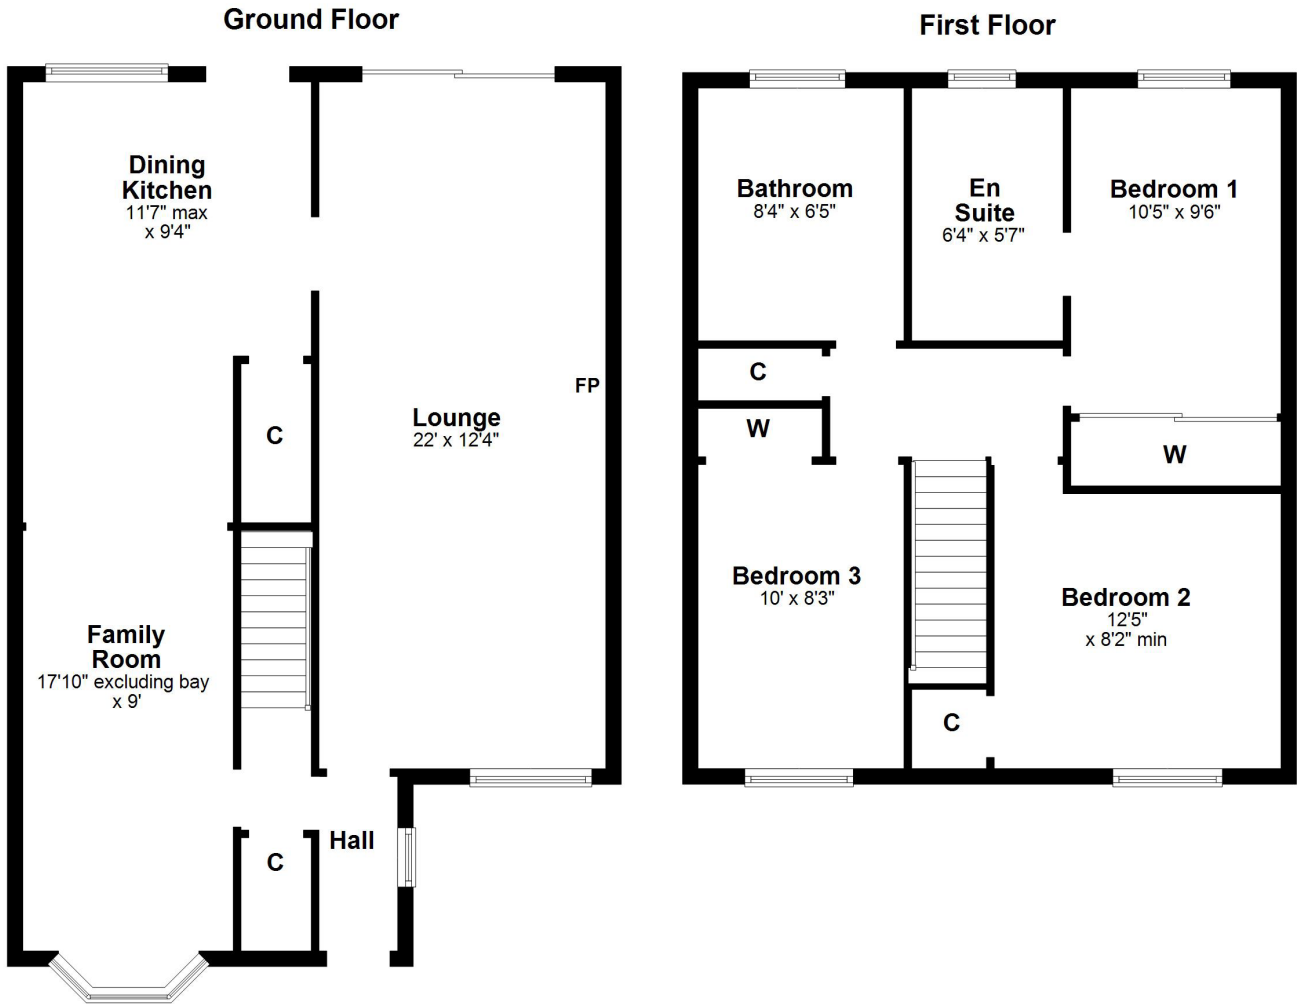 Ground Floor
First Floor
Dining
Kitchen
11'7" max
x 9'4"
C
Lounge
22' x 12'4"
FP
Family
Room
17'10" excluding bay
x 9'
C
Hall
Bathroom
8'4" x 6'5"
En
Suite
6'4" x 5'7"
Bedroom 1
10'5" x 9'6"
C
W
W
Bedroom 3
10' x 8'3"
Bedroom 2
12'5"
x 8'2" min
C